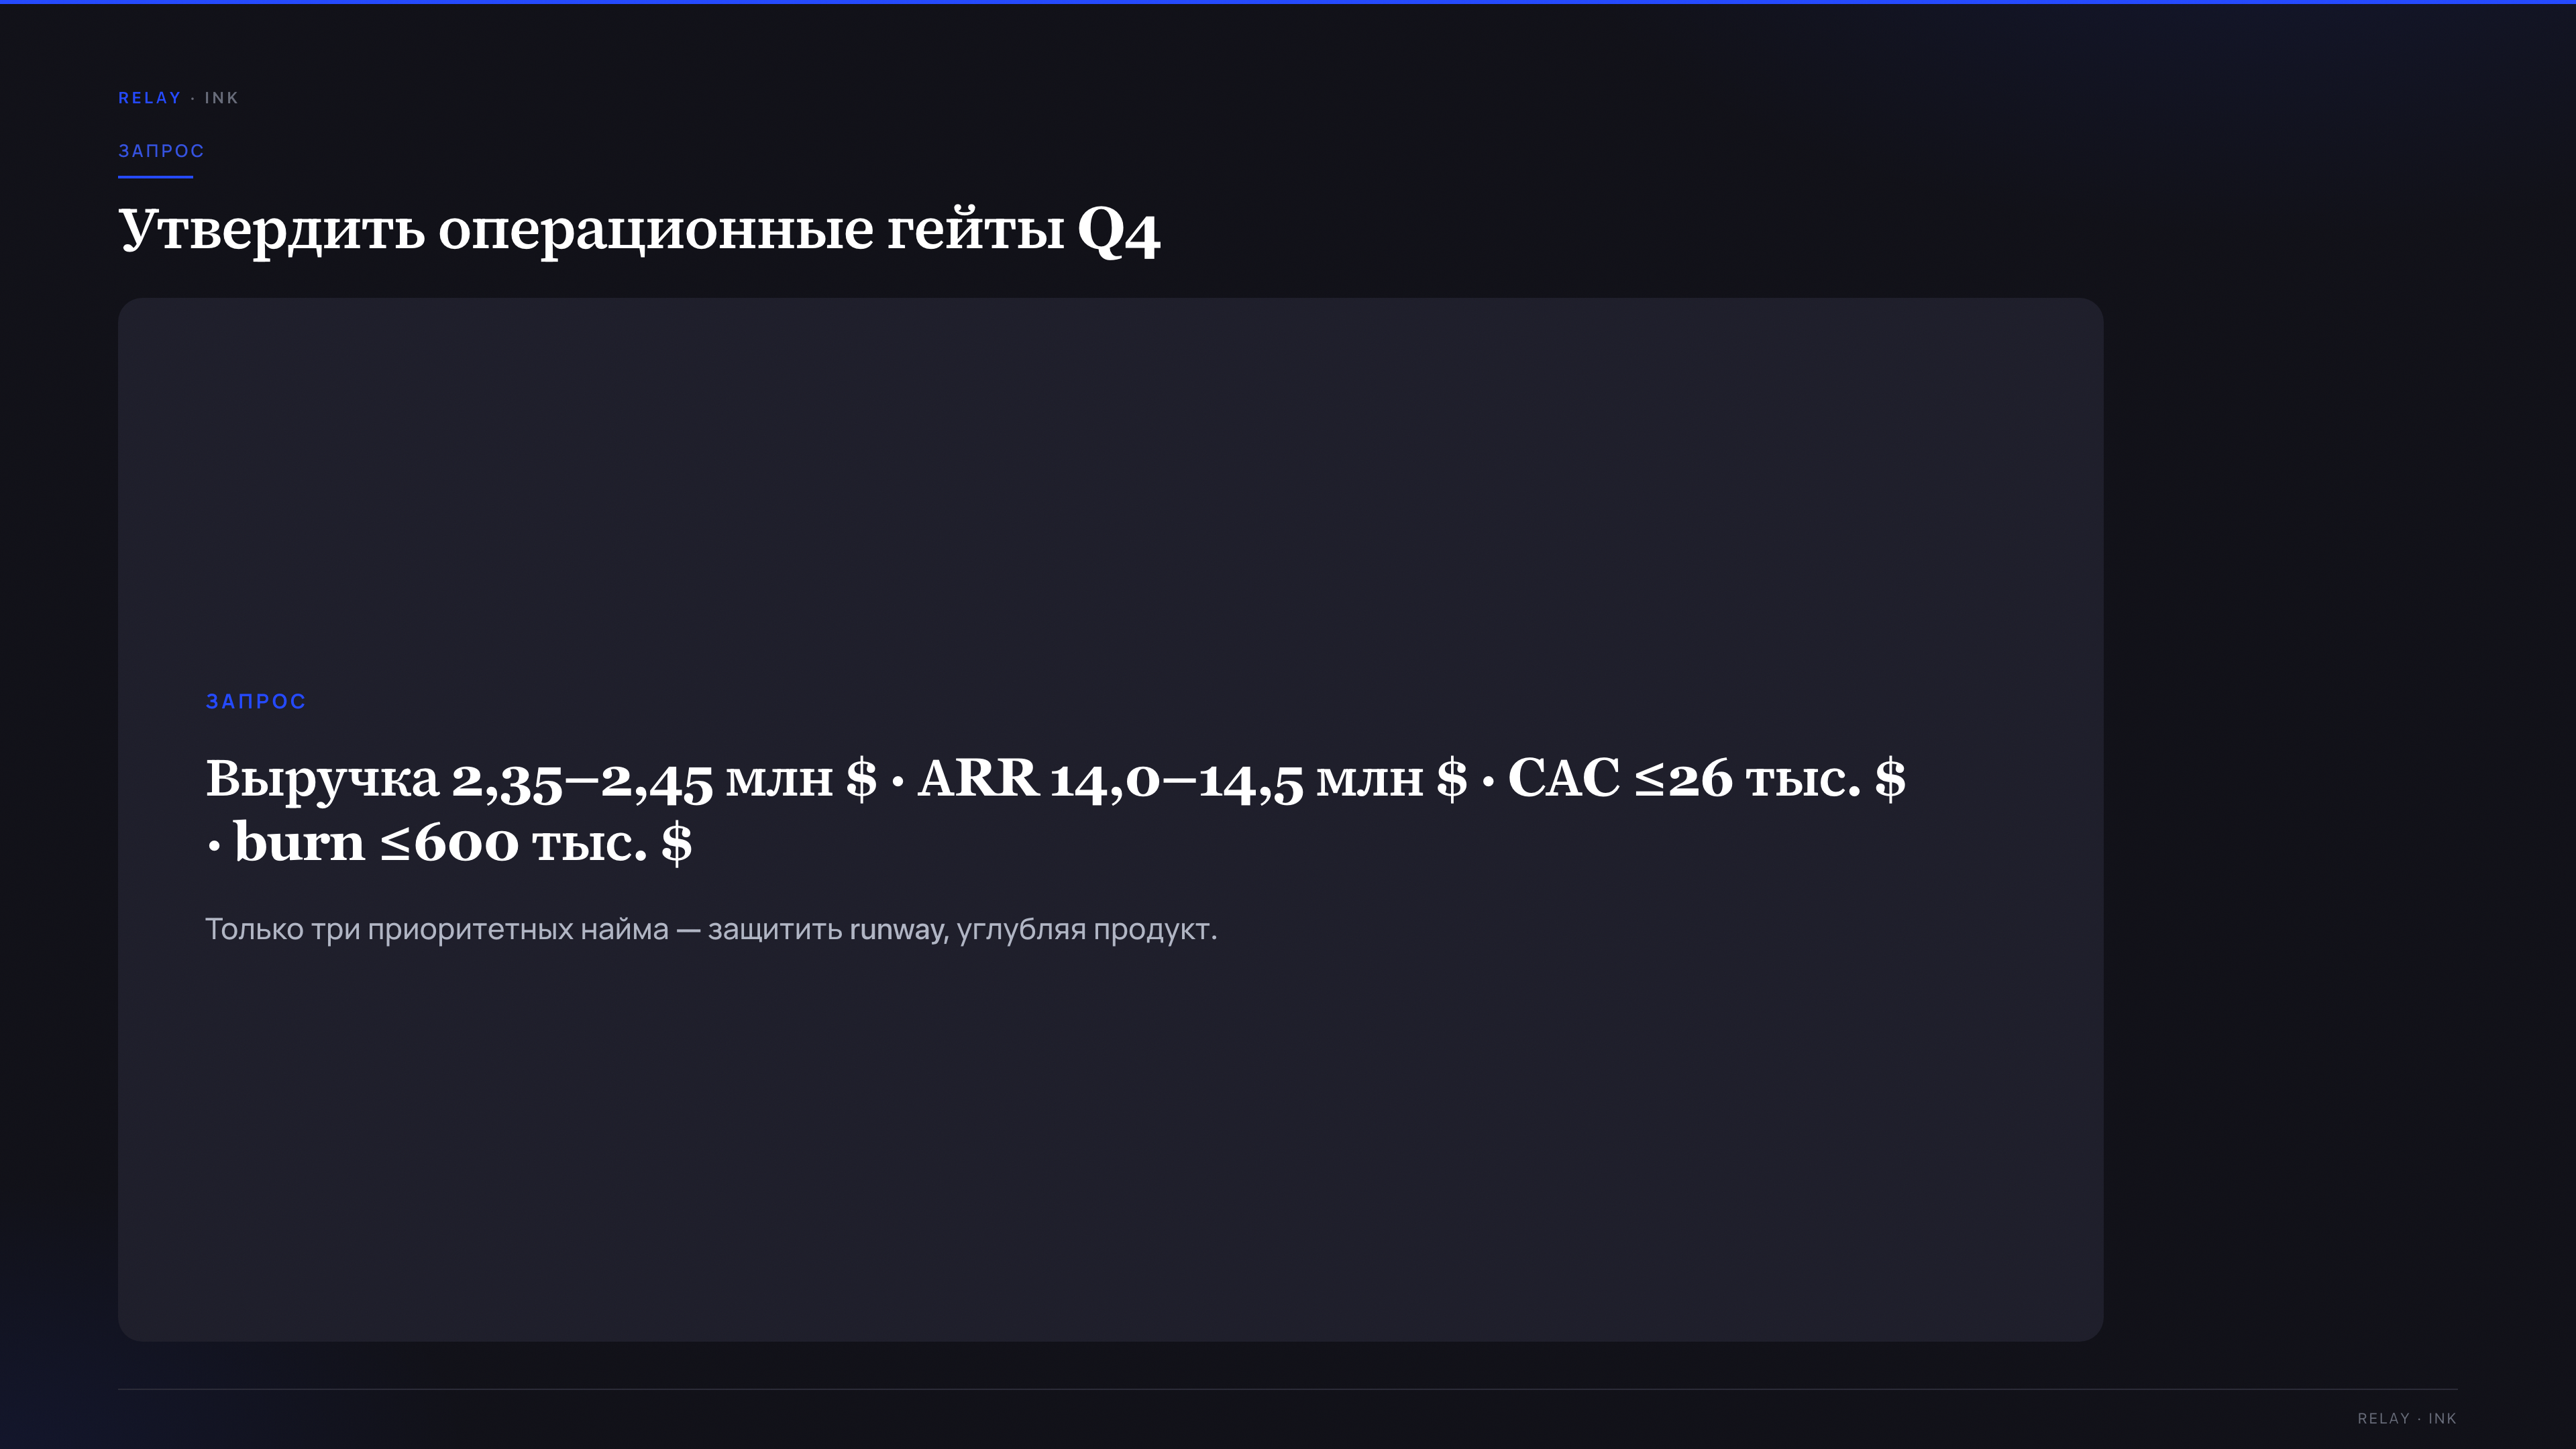 RELAY · INK
ЗАПРОС
Утвердить операционные гейты Q4
ЗАПРОС
Выручка 2,35–2,45 млн $ · ARR 14,0–14,5 млн $ · CAC ≤26 тыс. $
· burn ≤600 тыс. $
Только три приоритетных найма — защитить runway, углубляя продукт.
RELAY · INK